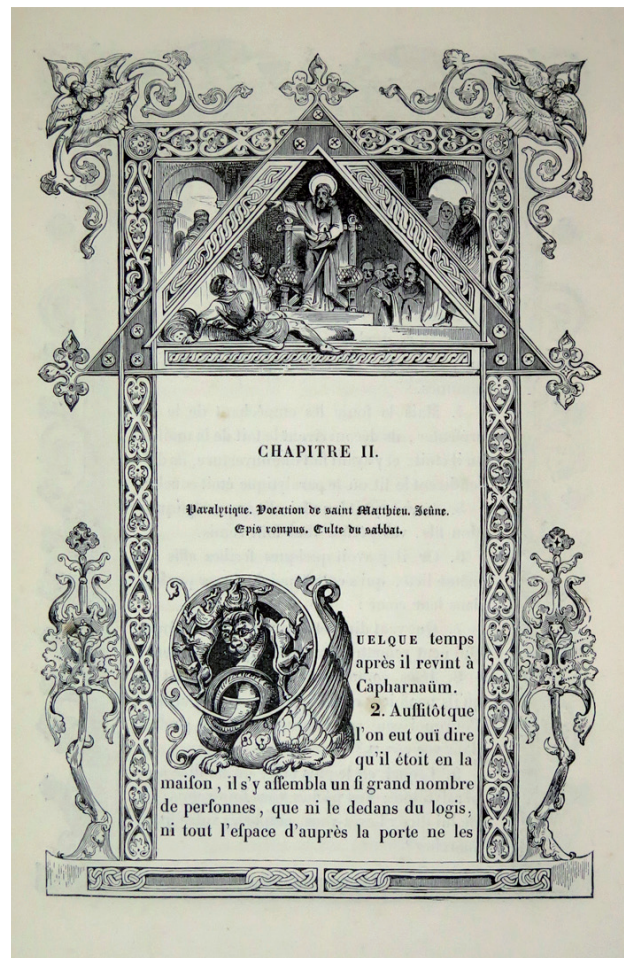 CHAPITRE II.
Paralytique. Vocation de saint Matthieu. Jeûne.
Epis rompus. Culte du sabbat.
QUELQUE temps
après il revint à
Capharnaüm.
2. Auſſitôt que
l'on eut ouï dire
qu'il étoit en la
maiſon, il s'y aſſembla un ſi grand nombre
de perſonnes, que ni le dedans du logis,
ni tout l'eſpace d'auprès la porte ne les